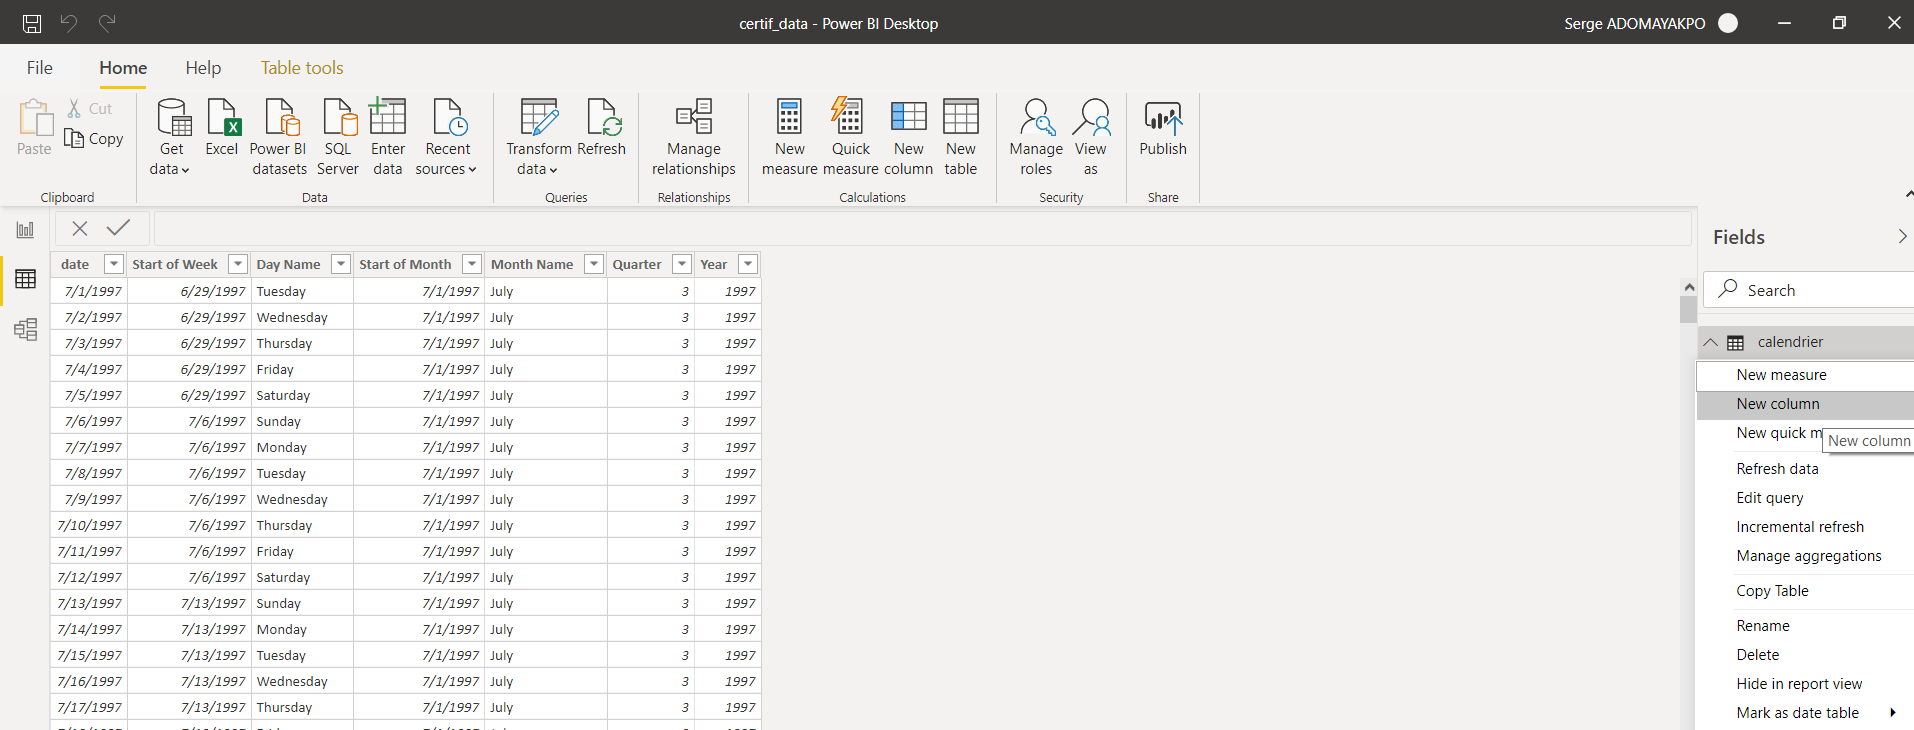 certif_data - Power BI Desktop
Serge ADOMAYAKPO
File Home Help Table tools
Paste
Cut
Copy
Clipboard
Get data
Excel
Power BI datasets
SQL Server
Enter data
Recent sources
Data
Transform data
Refresh
Queries
Manage relationships
Relationships
New measure
Quick measure
New column
New table
Calculations
Manage roles
View as
Security
Publish
Share
date Start of Week Day Name Start of Month Month Name Quarter Year
7/1/1997 6/29/1997 Tuesday 7/1/1997 July 3 1997
7/2/1997 6/29/1997 Wednesday 7/1/1997 July 3 1997
7/3/1997 6/29/1997 Thursday 7/1/1997 July 3 1997
7/4/1997 6/29/1997 Friday 7/1/1997 July 3 1997
7/5/1997 6/29/1997 Saturday 7/1/1997 July 3 1997
7/6/1997 7/6/1997 Sunday 7/1/1997 July 3 1997
7/7/1997 7/6/1997 Monday 7/1/1997 July 3 1997
7/8/1997 7/6/1997 Tuesday 7/1/1997 July 3 1997
7/9/1997 7/6/1997 Wednesday 7/1/1997 July 3 1997
7/10/1997 7/6/1997 Thursday 7/1/1997 July 3 1997
7/11/1997 7/6/1997 Friday 7/1/1997 July 3 1997
7/12/1997 7/6/1997 Saturday 7/1/1997 July 3 1997
7/13/1997 7/13/1997 Sunday 7/1/1997 July 3 1997
7/14/1997 7/13/1997 Monday 7/1/1997 July 3 1997
7/15/1997 7/13/1997 Tuesday 7/1/1997 July 3 1997
7/16/1997 7/13/1997 Wednesday 7/1/1997 July 3 1997
7/17/1997 7/13/1997 Thursday 7/1/1997 July 3 1997
Fields
Search
calendrier
New measure
New column
New quick m
New column
Refresh data
Edit query
Incremental refresh
Manage aggregations
Copy Table
Rename
Delete
Hide in report view
Mark as date table